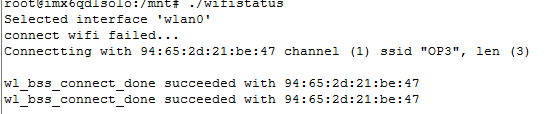 root@imx6qdlsolo:/mnt# ./wifistatus
Selected interface 'wlan0'
connect wifi failed...
Connectting with 94:65:2d:21:be:47 channel (1) ssid "OP3", len (3)
wl_bss_connect_done succeeded with 94:65:2d:21:be:47
wl_bss_connect_done succeeded with 94:65:2d:21:be:47